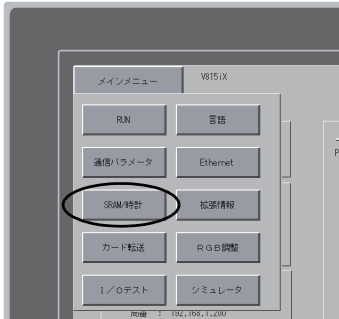 メインメニュー
V815iX
RUN
言語
通信パラメータ
Ethernet
SRAM/時計
拡張情報
カード転送
RGB調整
I/Oテスト
シミュレータ
局番 : 192.168.1.200
P